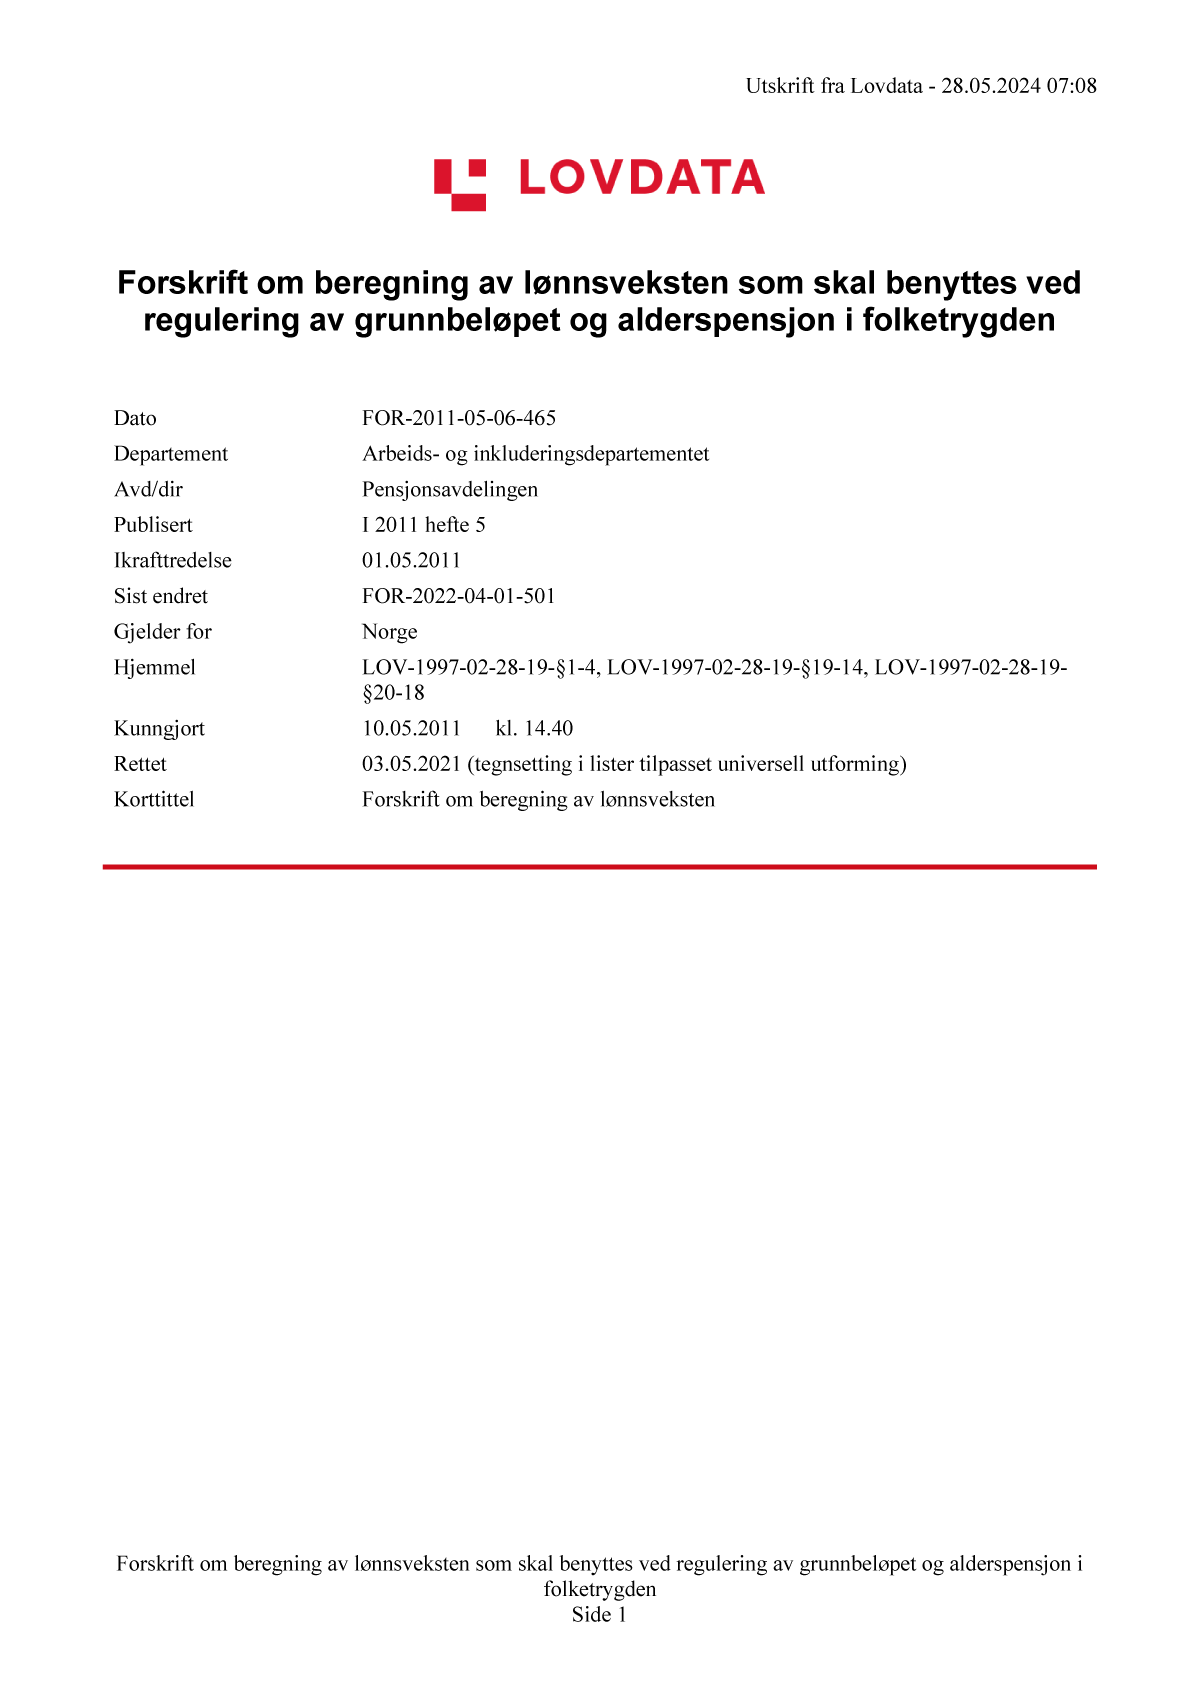 Utskrift fra Lovdata - 28.05.2024 07:08
LOVDATA
Forskrift om beregning av lønnsveksten som skal benyttes ved
regulering av grunnbeløpet og alderspensjon i folketrygden
Dato FOR-2011-05-06-465
Departement Arbeids- og inkluderingsdepartementet
Avd/dir Pensjonsavdelingen
Publisert I 2011 hefte 5
Ikrafttredelse 01.05.2011
Sist endret FOR-2022-04-01-501
Gjelder for Norge
Hjemmel LOV-1997-02-28-19-§1-4, LOV-1997-02-28-19-§19-14, LOV-1997-02-28-19-
§20-18
Kunngjort 10.05.2011 kl. 14.40
Rettet 03.05.2021 (tegnsetting i lister tilpasset universell utforming)
Korttittel Forskrift om beregning av lønnsveksten
Forskrift om beregning av lønnsveksten som skal benyttes ved regulering av grunnbeløpet og alderspensjon i
folketrygden
Side 1